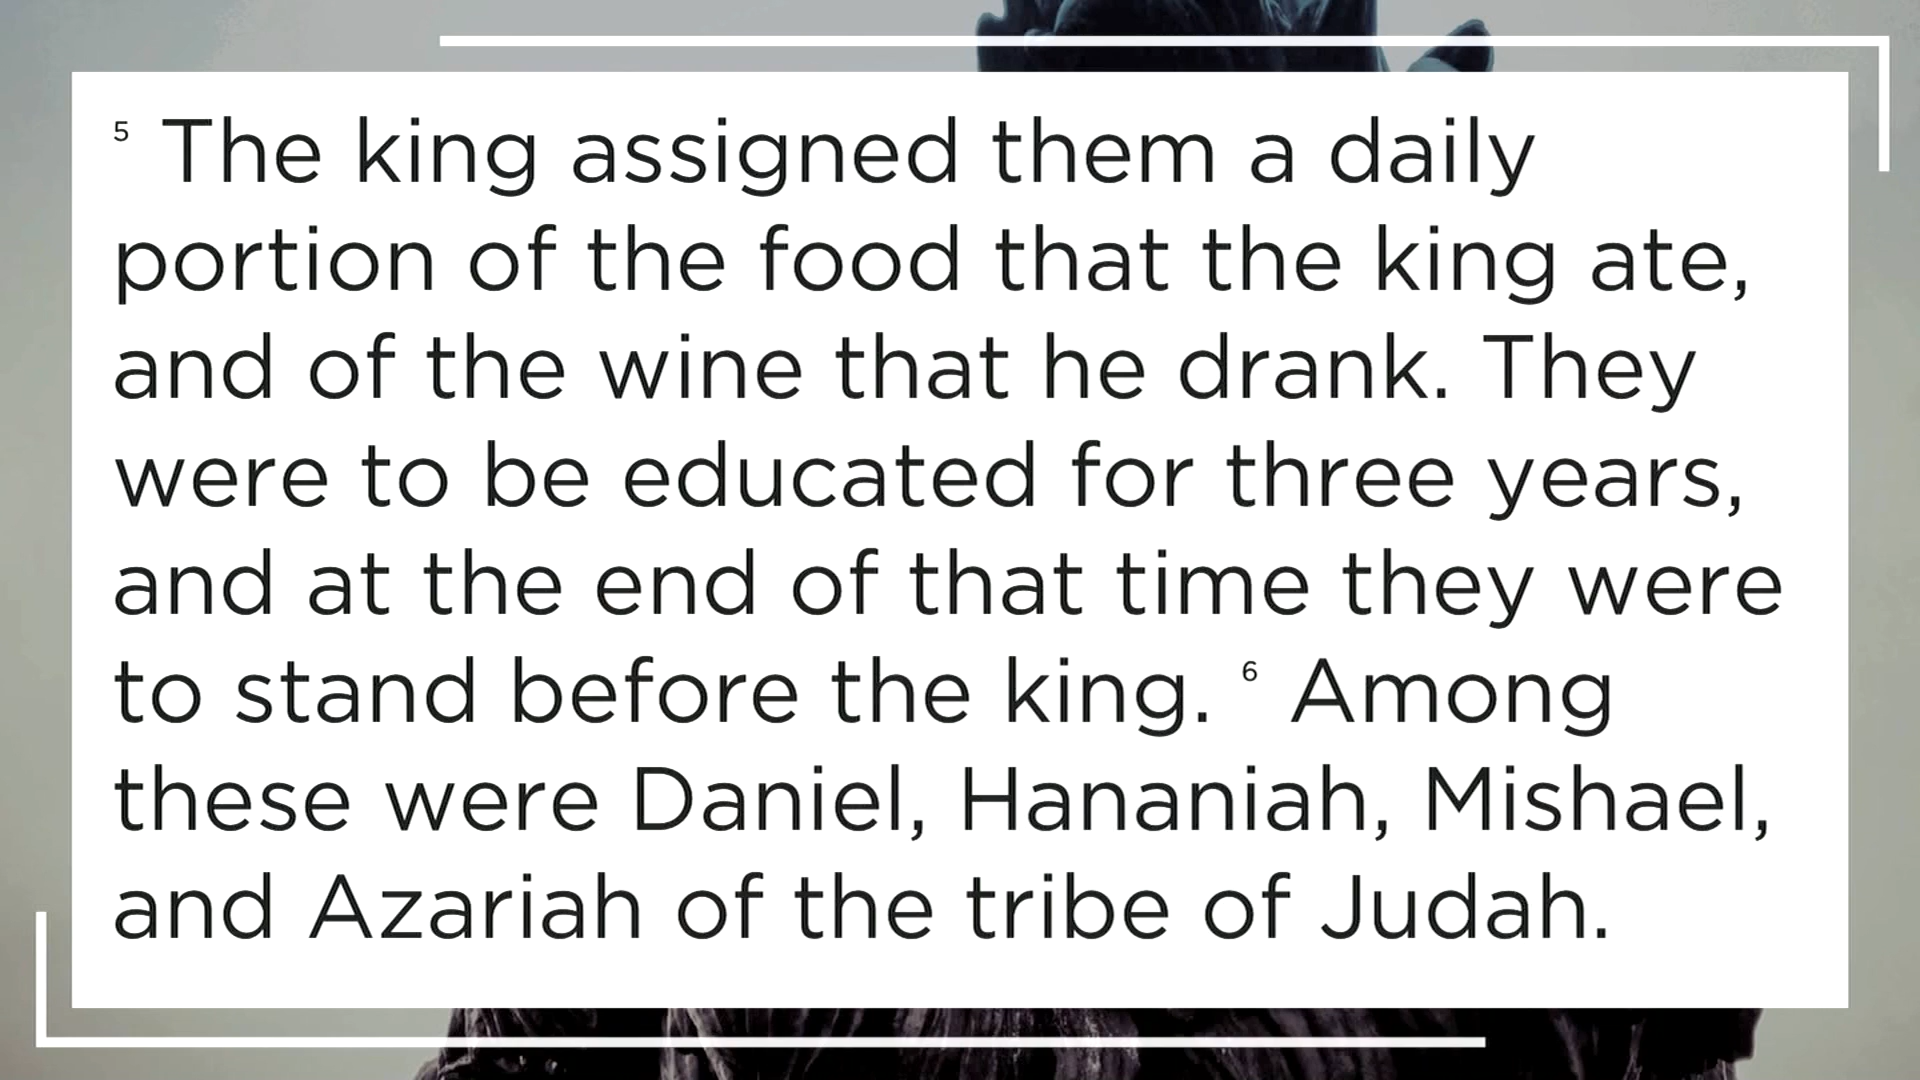 5 The king assigned them a daily
portion of the food that the king ate,
and of the wine that he drank. They
were to be educated for three years,
and at the end of that time they were
to stand before the king. 6 Among
these were Daniel, Hananiah, Mishael,
and Azariah of the tribe of Judah.